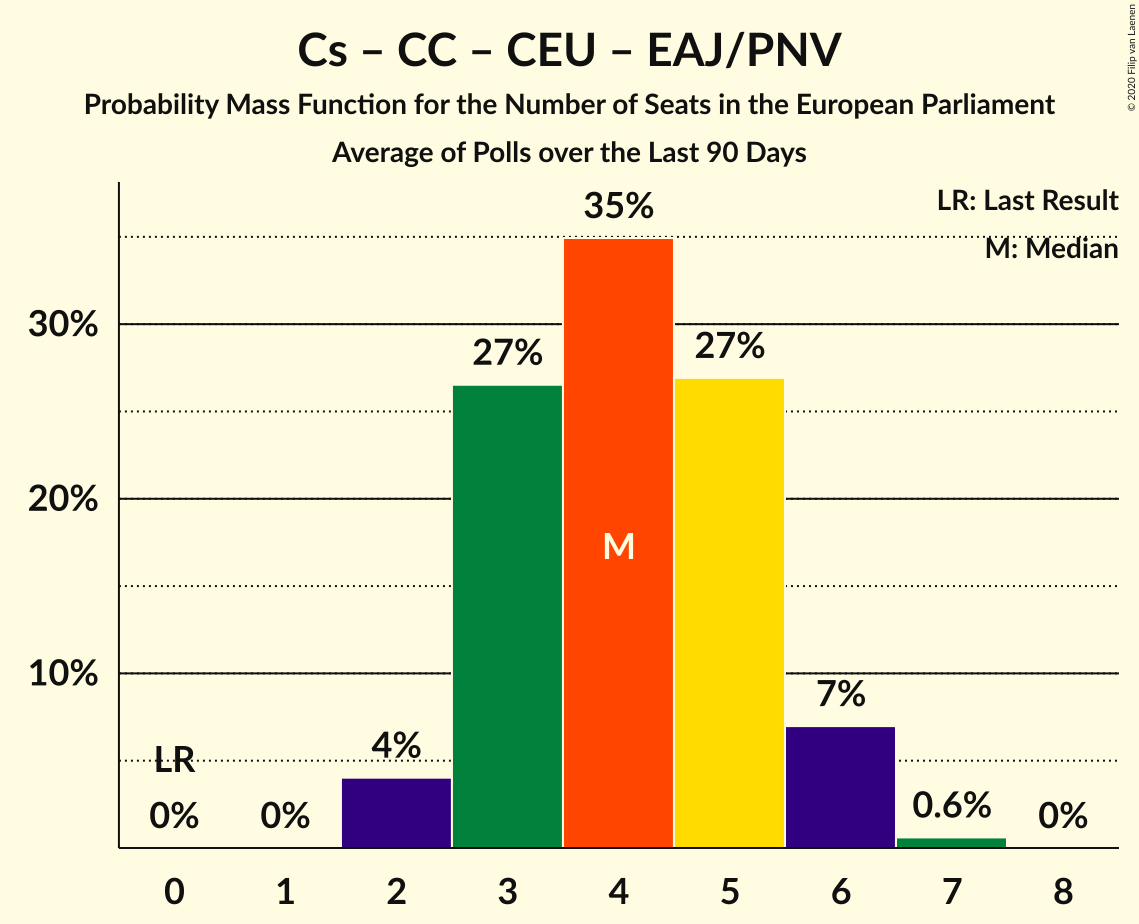 Cs – CC – CEU – EAJ/PNV
Probability Mass Function for the Number of Seats in the European Parliament
Average of Polls over the Last 90 Days
© 2020 Filip van Laenen
LR: Last Result
M: Median
35%
30%
27%
27%
20%
M
10%
7%
4%
LR
0.6%
0%
0%
0%
0 1 2 3 4 5 6 7 8